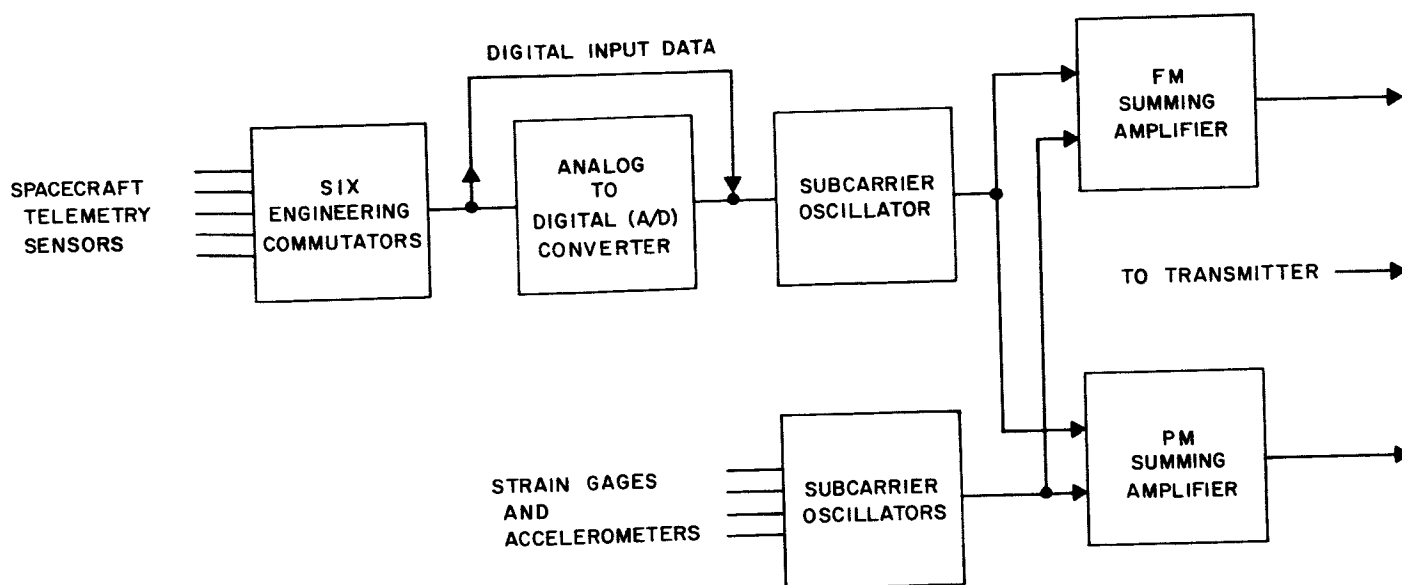 DIGITAL INPUT DATA
SPACECRAFT
TELEMETRY
SENSORS
SIX
ENGINEERING
COMMUTATORS
ANALOG
TO
DIGITAL (A/D)
CONVERTER
SUBCARRIER
OSCILLATOR
FM
SUMMING
AMPLIFIER
TO TRANSMITTER
STRAIN GAGES
AND
ACCELEROMETERS
SUBCARRIER
OSCILLATORS
PM
SUMMING
AMPLIFIER